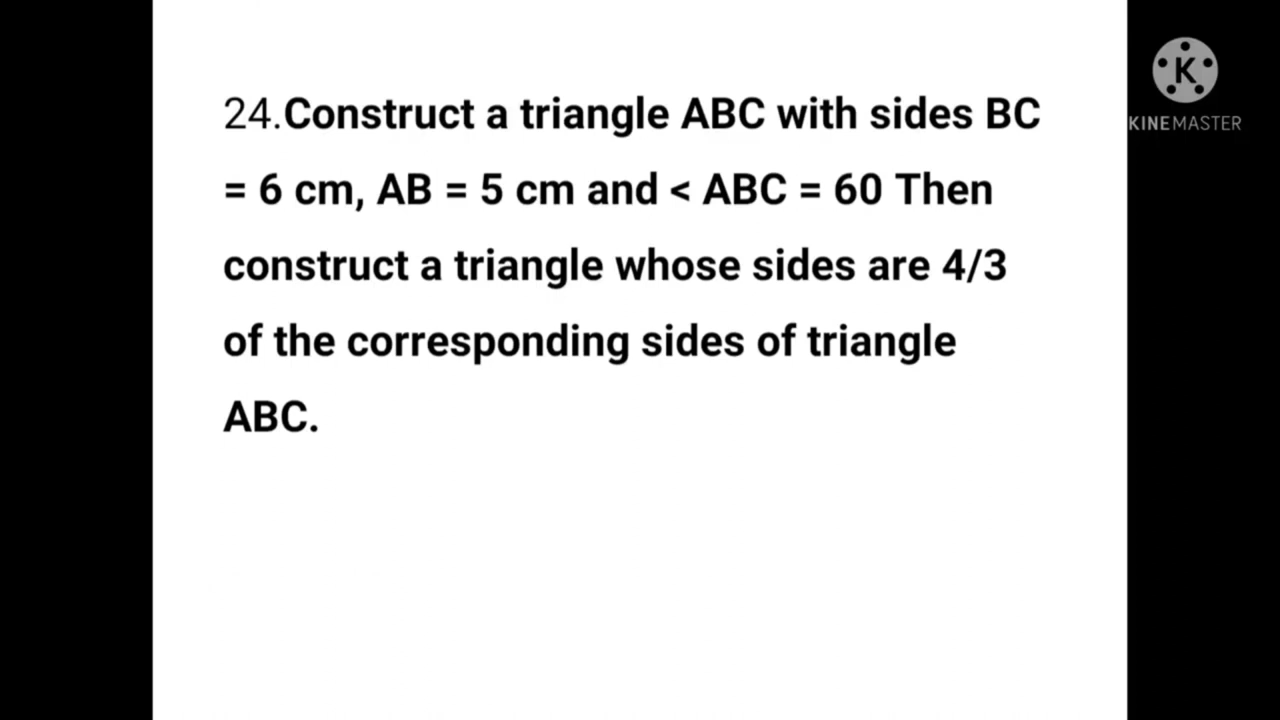 24.Construct a triangle ABC with sides BC
= 6 cm, AB = 5 cm and < ABC = 60 Then
construct a triangle whose sides are 4/3
of the corresponding sides of triangle
ABC.
K
KINEMASTER